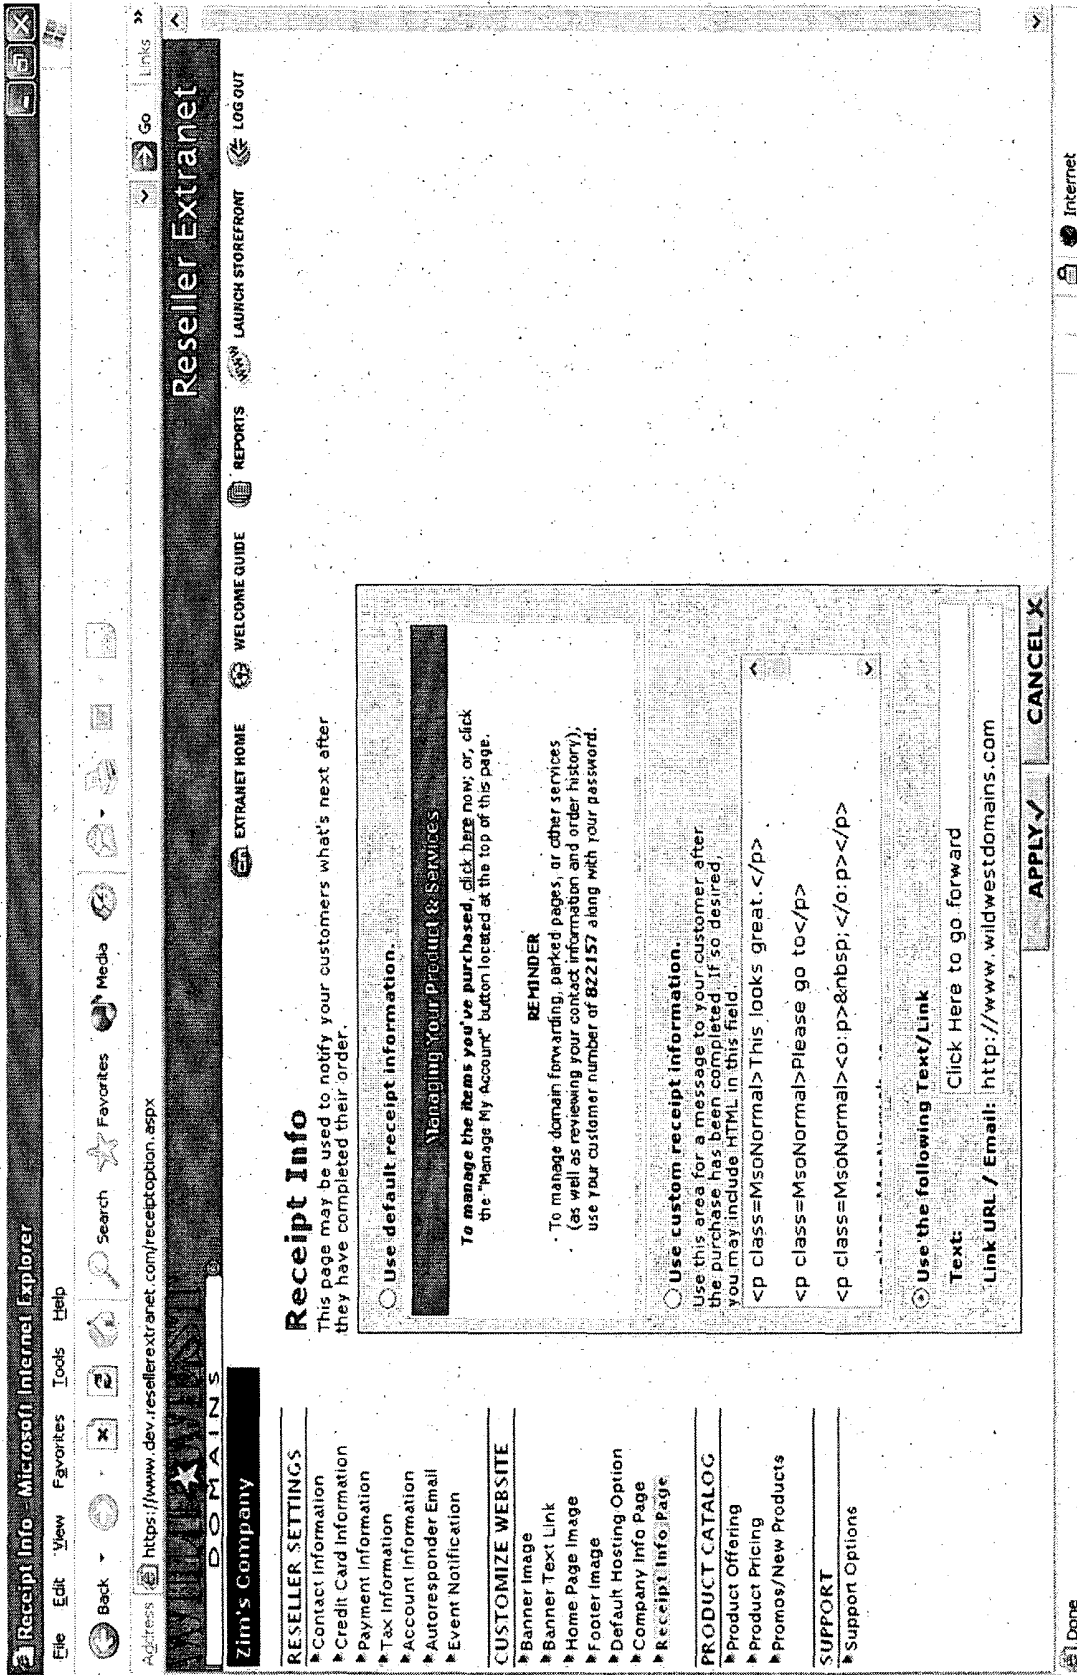 Receipt Info - Microsoft Internet Explorer
File Edit View Favorites Tools Help
Back Search Favorites Media
Address https://www.dev.resellerextranet.com/receiptoption.aspx Go Links
WILD WEST
DOMAINS
Reseller Extranet
Zim's Company
EXTRANET HOME WELCOME GUIDE REPORTS WWW LAUNCH STOREFRONT LOG OUT
RESELLER SETTINGS
Contact Information
Credit Card Information
Payment Information
Tax Information
Account Information
Autoresponder Email
Event Notification
CUSTOMIZE WEBSITE
Banner Image
Banner Text Link
Home Page Image
Footer Image
Default Hosting Option
Company Info Page
Receipt Info Page
PRODUCT CATALOG
Product Offering
Product Pricing
Promos/New Products
SUPPORT
Support Options
Receipt Info
This page may be used to notify your customers what's next after
they have completed their order.
Use default receipt information.
Managing Your Product & Services
To manage the items you've purchased, click here now; or, click
the "Manage My Account" button located at the top of this page.
REMINDER
To manage domain forwarding, parked pages, or other services
(as well as reviewing your contact information and order history),
use your customer number of 822157 along with your password.
Use custom receipt information.
Use this area for a message to your customer after
the purchase has been completed. If so desired,
you may include HTML in this field.
<p class=MsoNormal>This looks great.</p>
<p class=MsoNormal>Please go to</p>
<p class=MsoNormal><o:p>&nbsp;</o:p></p>
Use the following Text/Link
Text: Click Here to go forward
Link URL / Email: http://www.wildwestdomains.com
APPLY ✓ CANCEL X
Done Internet